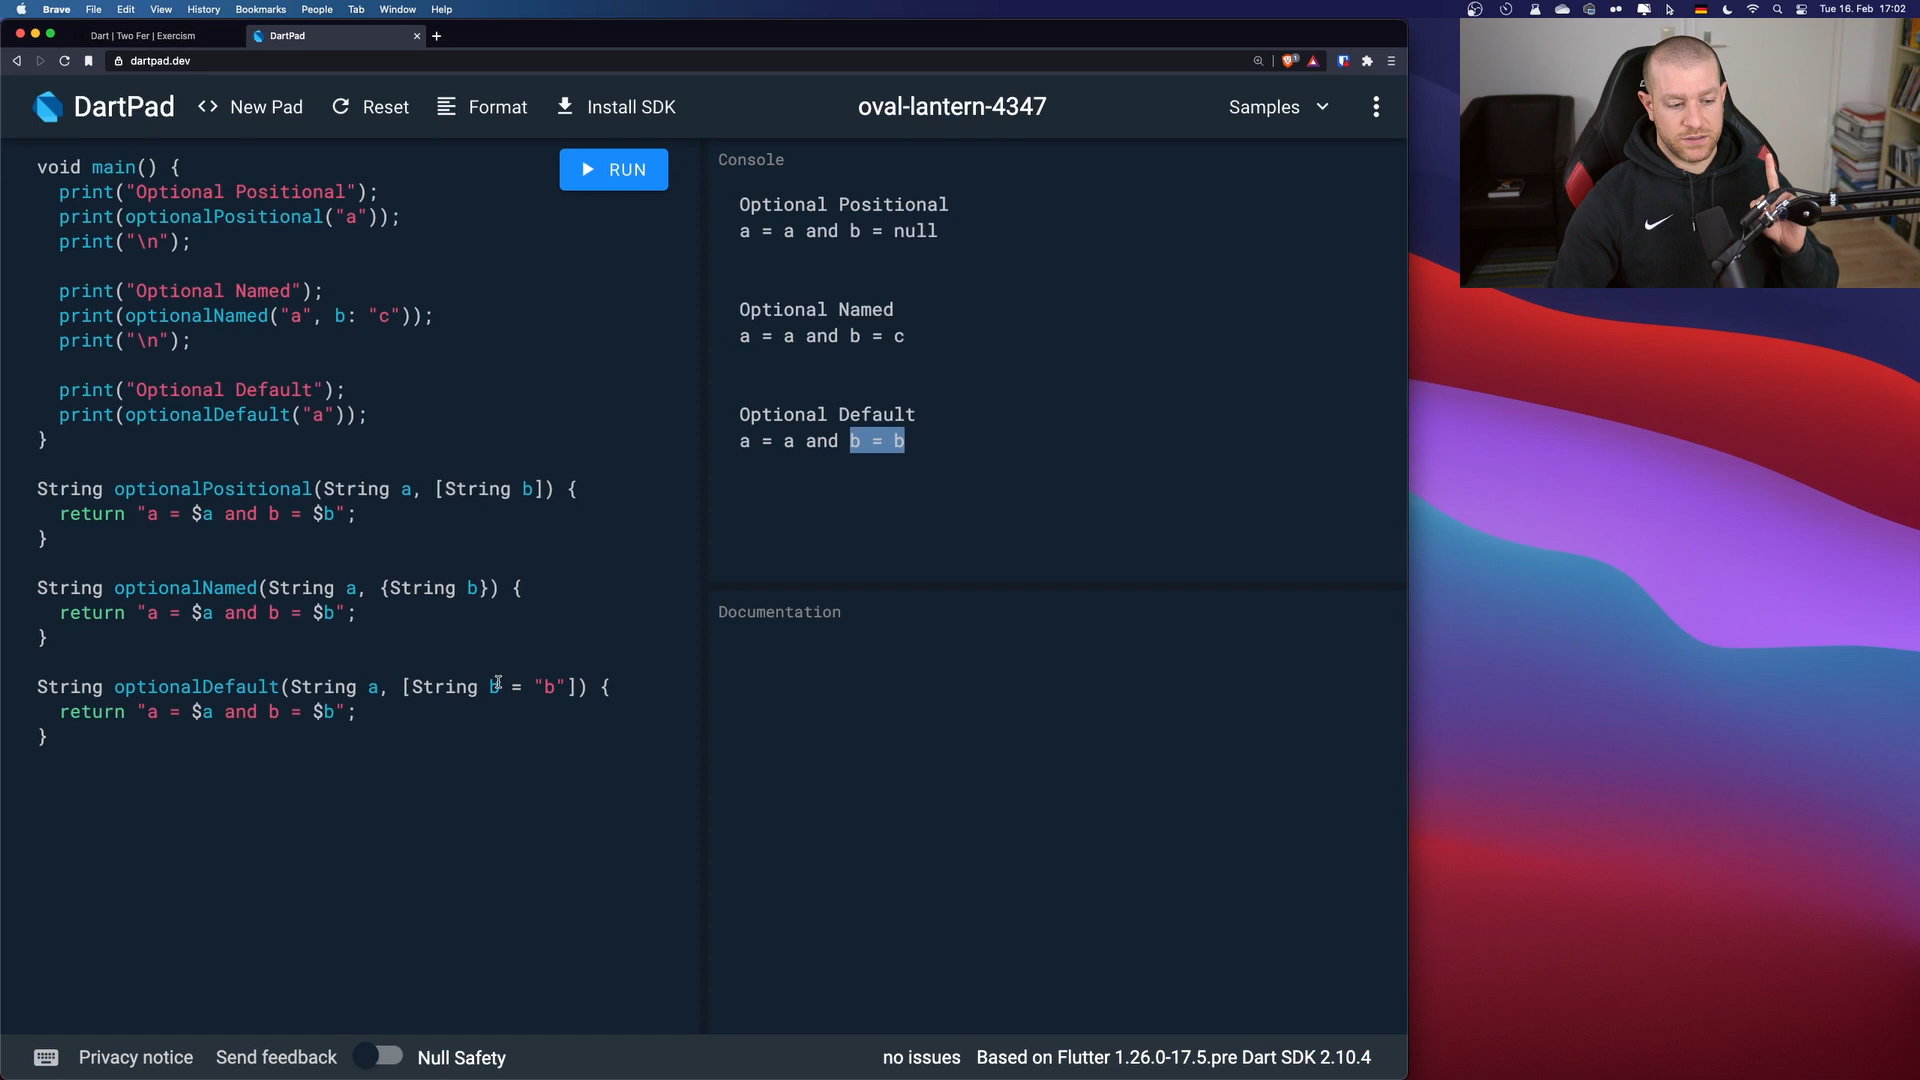 Brave File Edit View History Bookmarks People Tab Window Help
Tue 16. Feb 17:02
Dart | Two Fer | Exercism
DartPad
dartpad.dev
DartPad
<> New Pad
Reset
Format
Install SDK
oval-lantern-4347
Samples
void main() {
print("Optional Positional");
print(optionalPositional("a"));
print("\n");
print("Optional Named");
print(optionalNamed("a", b: "c"));
print("\n");
print("Optional Default");
print(optionalDefault("a"));
}
String optionalPositional(String a, [String b]) {
return "a = $a and b = $b";
}
String optionalNamed(String a, {String b}) {
return "a = $a and b = $b";
}
String optionalDefault(String a, [String b = "b"]) {
return "a = $a and b = $b";
}
RUN
Console
Optional Positional
a = a and b = null
Optional Named
a = a and b = c
Optional Default
a = a and b = b
Documentation
Privacy notice
Send feedback
Null Safety
no issues
Based on Flutter 1.26.0-17.5.pre Dart SDK 2.10.4